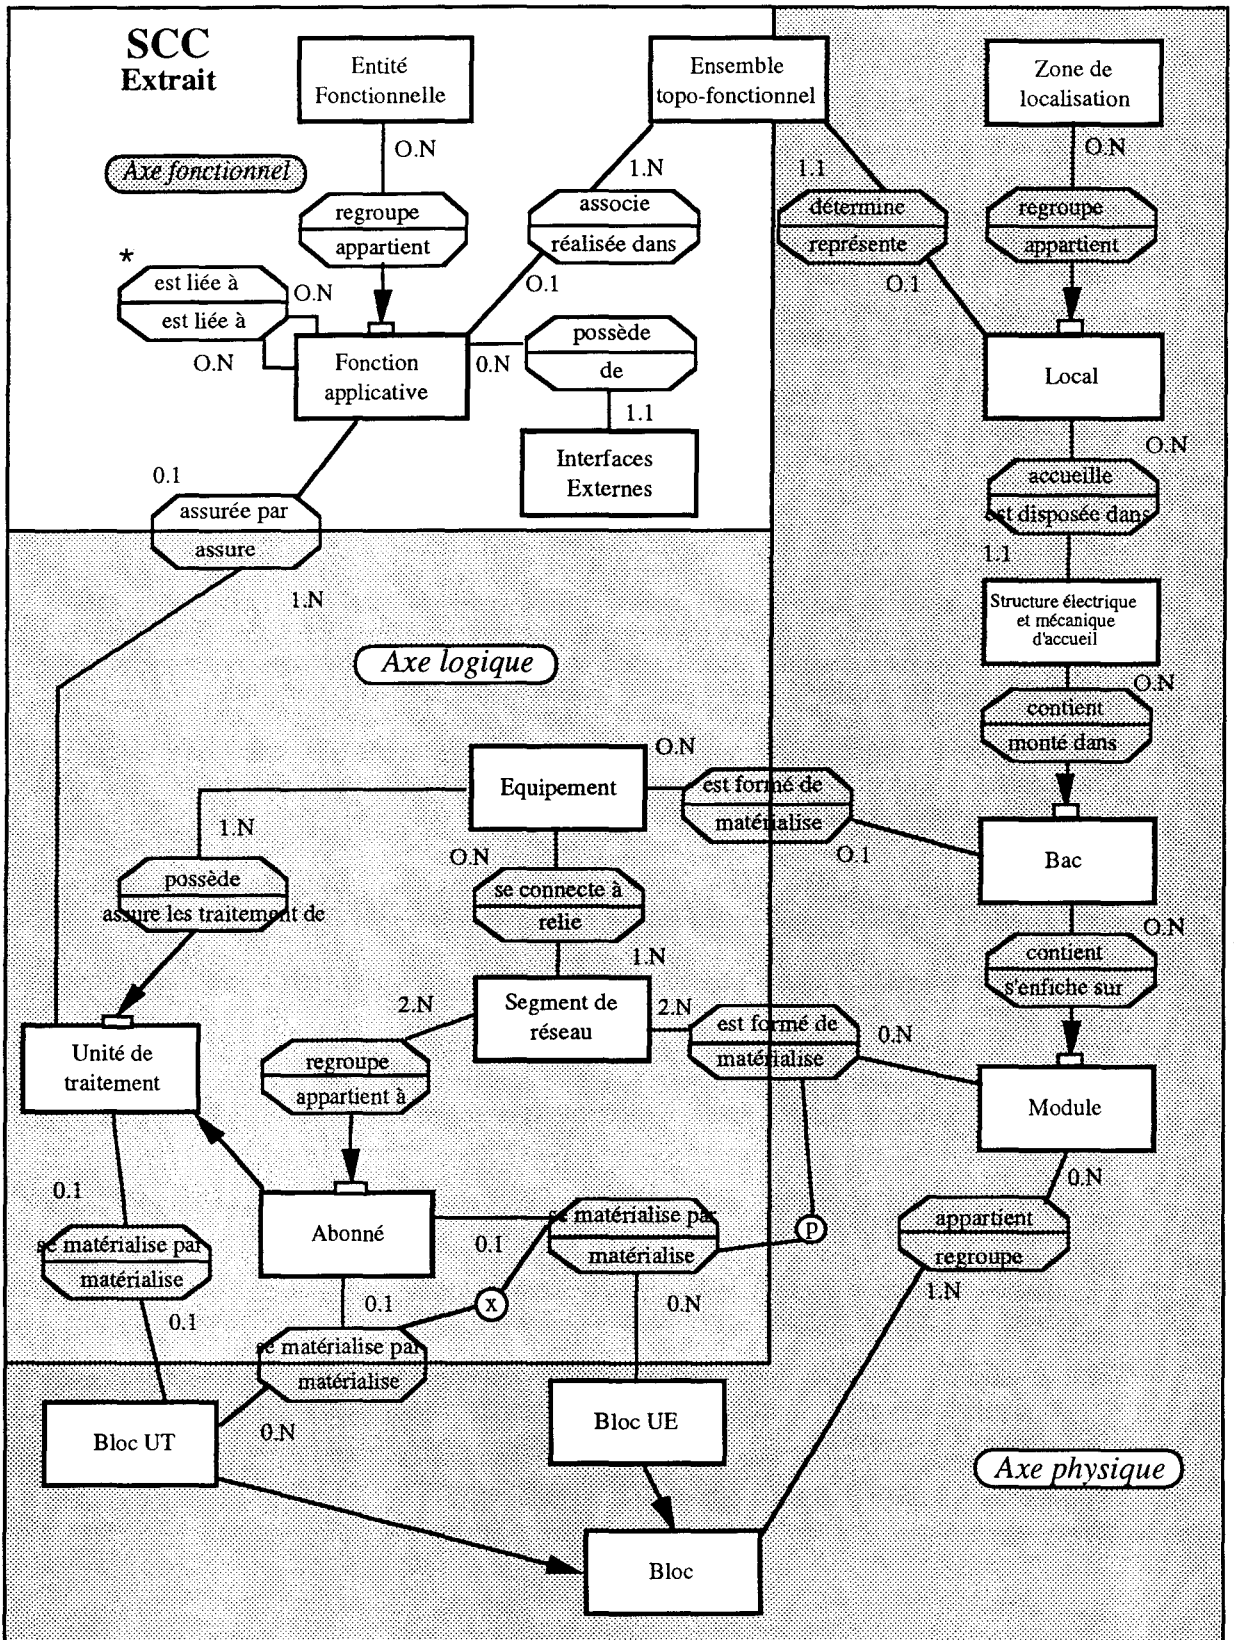 SCC
Extrait
Entité
Fonctionnelle
Ensemble
topo-fonctionnel
Zone de
localisation
O.N
1.N
1.1
O.N
Axe fonctionnel
regroupe
appartient
associe
réalisée dans
détermine
représente
regroupe
appartient
*
est liée à
est liée à
O.N
O.N
O.1
O.1
Fonction
applicative
0.N
possède
de
1.1
Interfaces
Externes
Local
O.N
accueille
est disposée dans
1.1
0.1
assurée par
assure
1.N
Structure électrique
et mécanique
d'accueil
O.N
contient
monté dans
Axe logique
Equipement
O.N
est formé de
matérialise
O.1
Bac
1.N
possède
assure les traitement de
O.N
se connecte à
relie
1.N
O.N
contient
s'enfiche sur
Segment de
réseau
2.N
2.N
est formé de
matérialise
0.N
Unité de
traitement
regroupe
appartient à
Module
0.N
0.1
se matérialise par
matérialise
0.1
Abonné
0.1
se matérialise par
matérialise
P
appartient
regroupe
1.N
0.1
x
0.N
se matérialise par
matérialise
0.N
Bloc UT
Bloc UE
Axe physique
Bloc